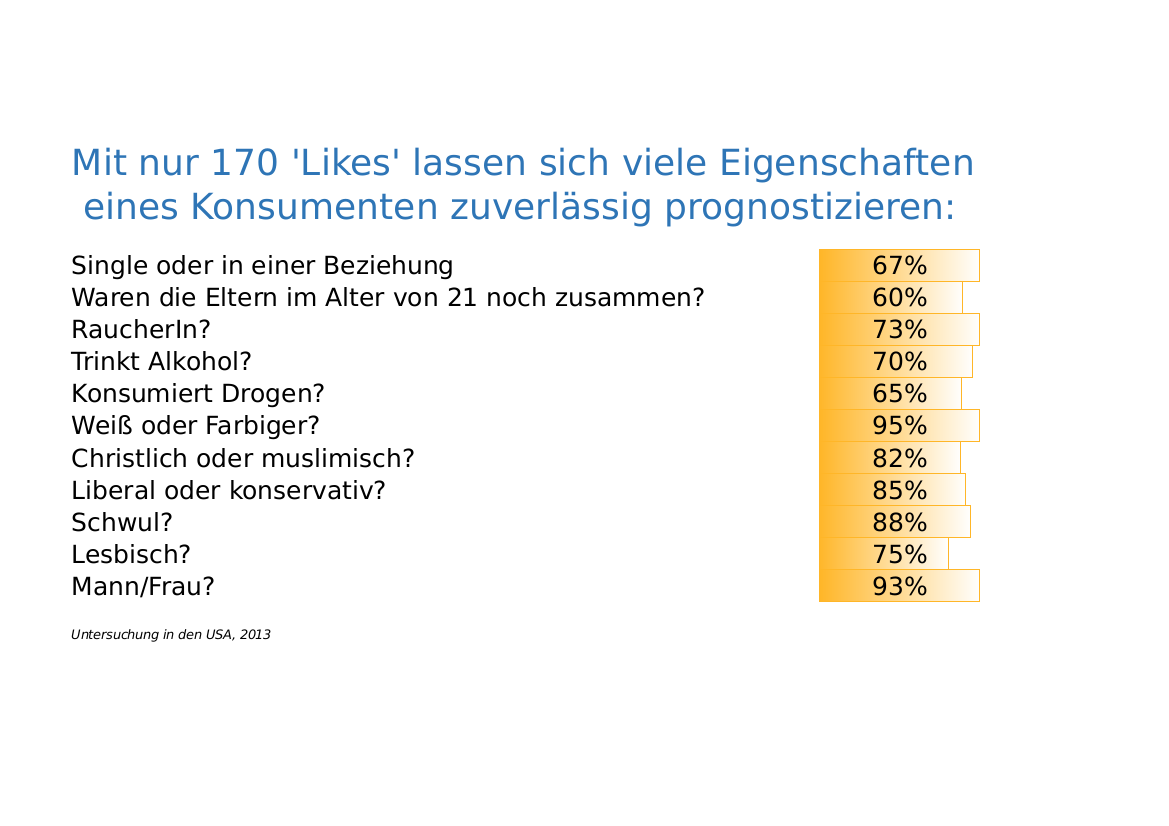 Mit nur 170 'Likes' lassen sich viele Eigenschaften
eines Konsumenten zuverlässig prognostizieren:
Single oder in einer Beziehung 67%
Waren die Eltern im Alter von 21 noch zusammen? 60%
RaucherIn? 73%
Trinkt Alkohol? 70%
Konsumiert Drogen? 65%
Weiß oder Farbiger? 95%
Christlich oder muslimisch? 82%
Liberal oder konservativ? 85%
Schwul? 88%
Lesbisch? 75%
Mann/Frau? 93%
Untersuchung in den USA, 2013